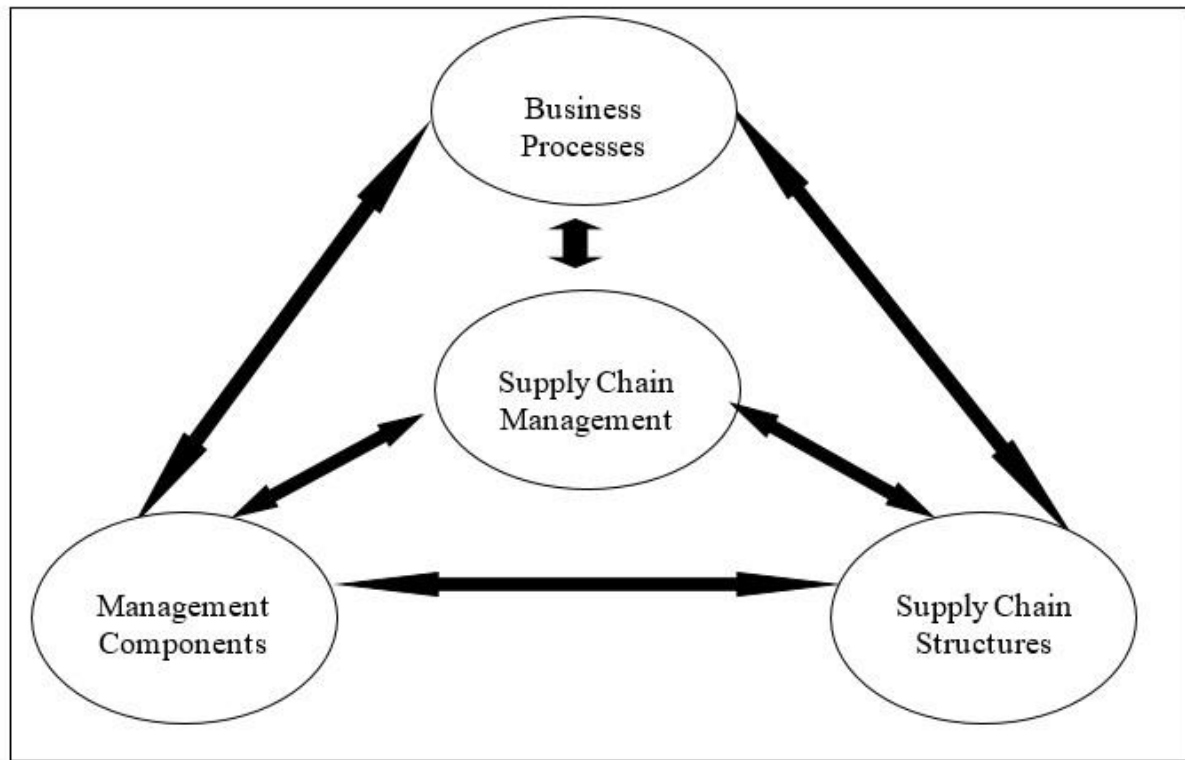 Business
Processes
Supply Chain
Management
Management
Components
Supply Chain
Structures